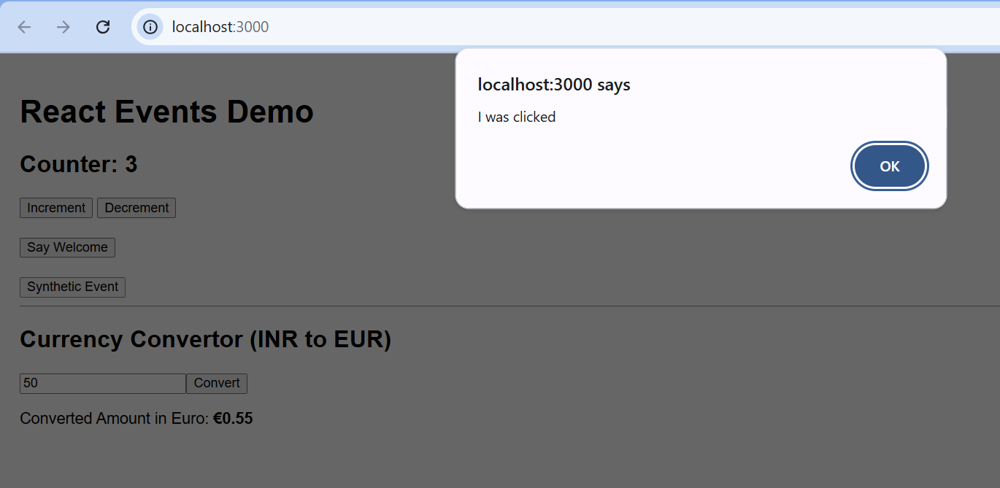 localhost:3000
localhost:3000 says
I was clicked
OK
React Events Demo
Counter: 3
Increment Decrement
Say Welcome
Synthetic Event
Currency Convertor (INR to EUR)
50 Convert
Converted Amount in Euro: €0.55